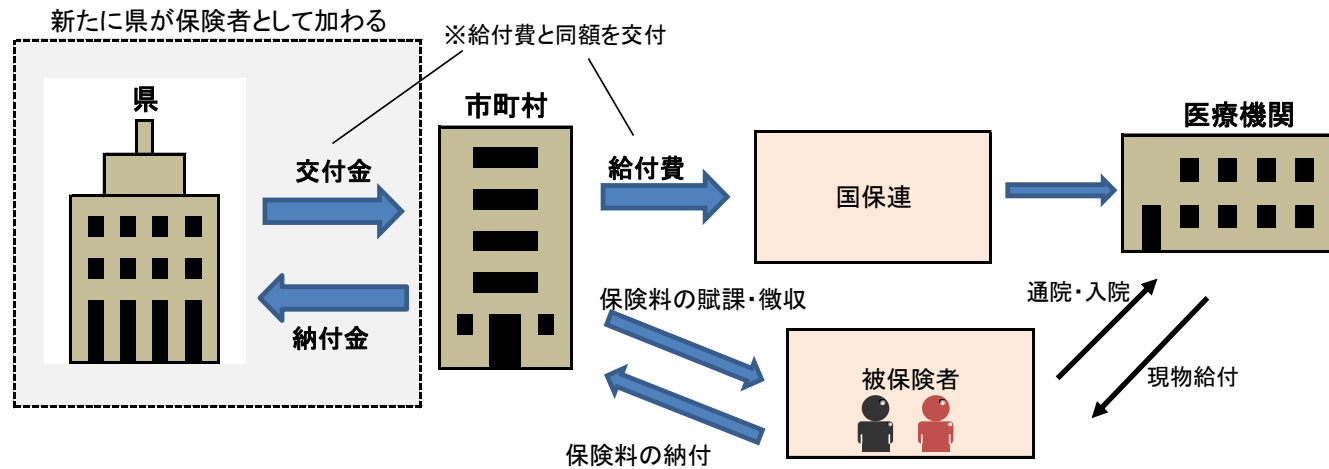 新たに県が保険者として加わる
※給付費と同額を交付
県
市町村
医療機関
交付金
給付費
国保連
納付金
保険料の賦課・徴収
通院・入院
被保険者
現物給付
保険料の納付